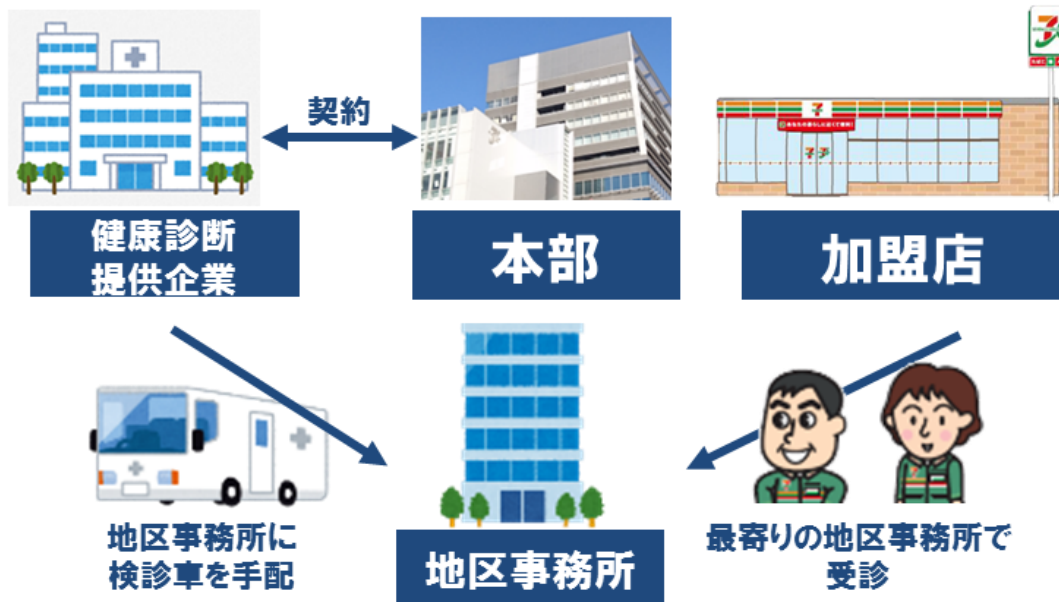 契約
健康診断
提供企業
本部
加盟店
地区事務所に
検診車を手配
地区事務所
最寄りの地区事務所で
受診